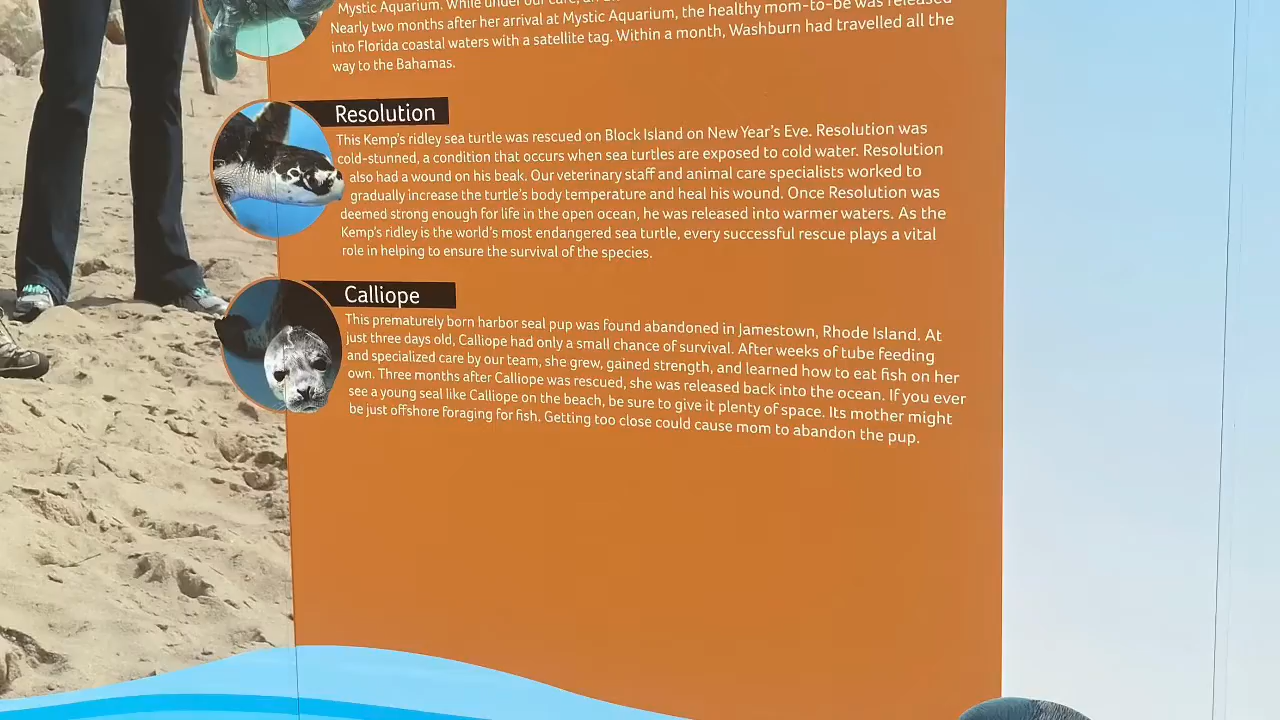 Mystic Aquarium. While under our care, an
Nearly two months after her arrival at Mystic Aquarium, the healthy mom-to-be was released
into Florida coastal waters with a satellite tag. Within a month, Washburn had travelled all the
way to the Bahamas.
Resolution
This Kemp's ridley sea turtle was rescued on Block Island on New Year's Eve. Resolution was
cold-stunned, a condition that occurs when sea turtles are exposed to cold water. Resolution
also had a wound on his beak. Our veterinary staff and animal care specialists worked to
gradually increase the turtle's body temperature and heal his wound. Once Resolution was
deemed strong enough for life in the open ocean, he was released into warmer waters. As the
Kemp's ridley is the world's most endangered sea turtle, every successful rescue plays a vital
role in helping to ensure the survival of the species.
Calliope
This prematurely born harbor seal pup was found abandoned in Jamestown, Rhode Island. At
just three days old, Calliope had only a small chance of survival. After weeks of tube feeding
and specialized care by our team, she grew, gained strength, and learned how to eat fish on her
own. Three months after Calliope was rescued, she was released back into the ocean. If you ever
see a young seal like Calliope on the beach, be sure to give it plenty of space. Its mother might
be just offshore foraging for fish. Getting too close could cause mom to abandon the pup.